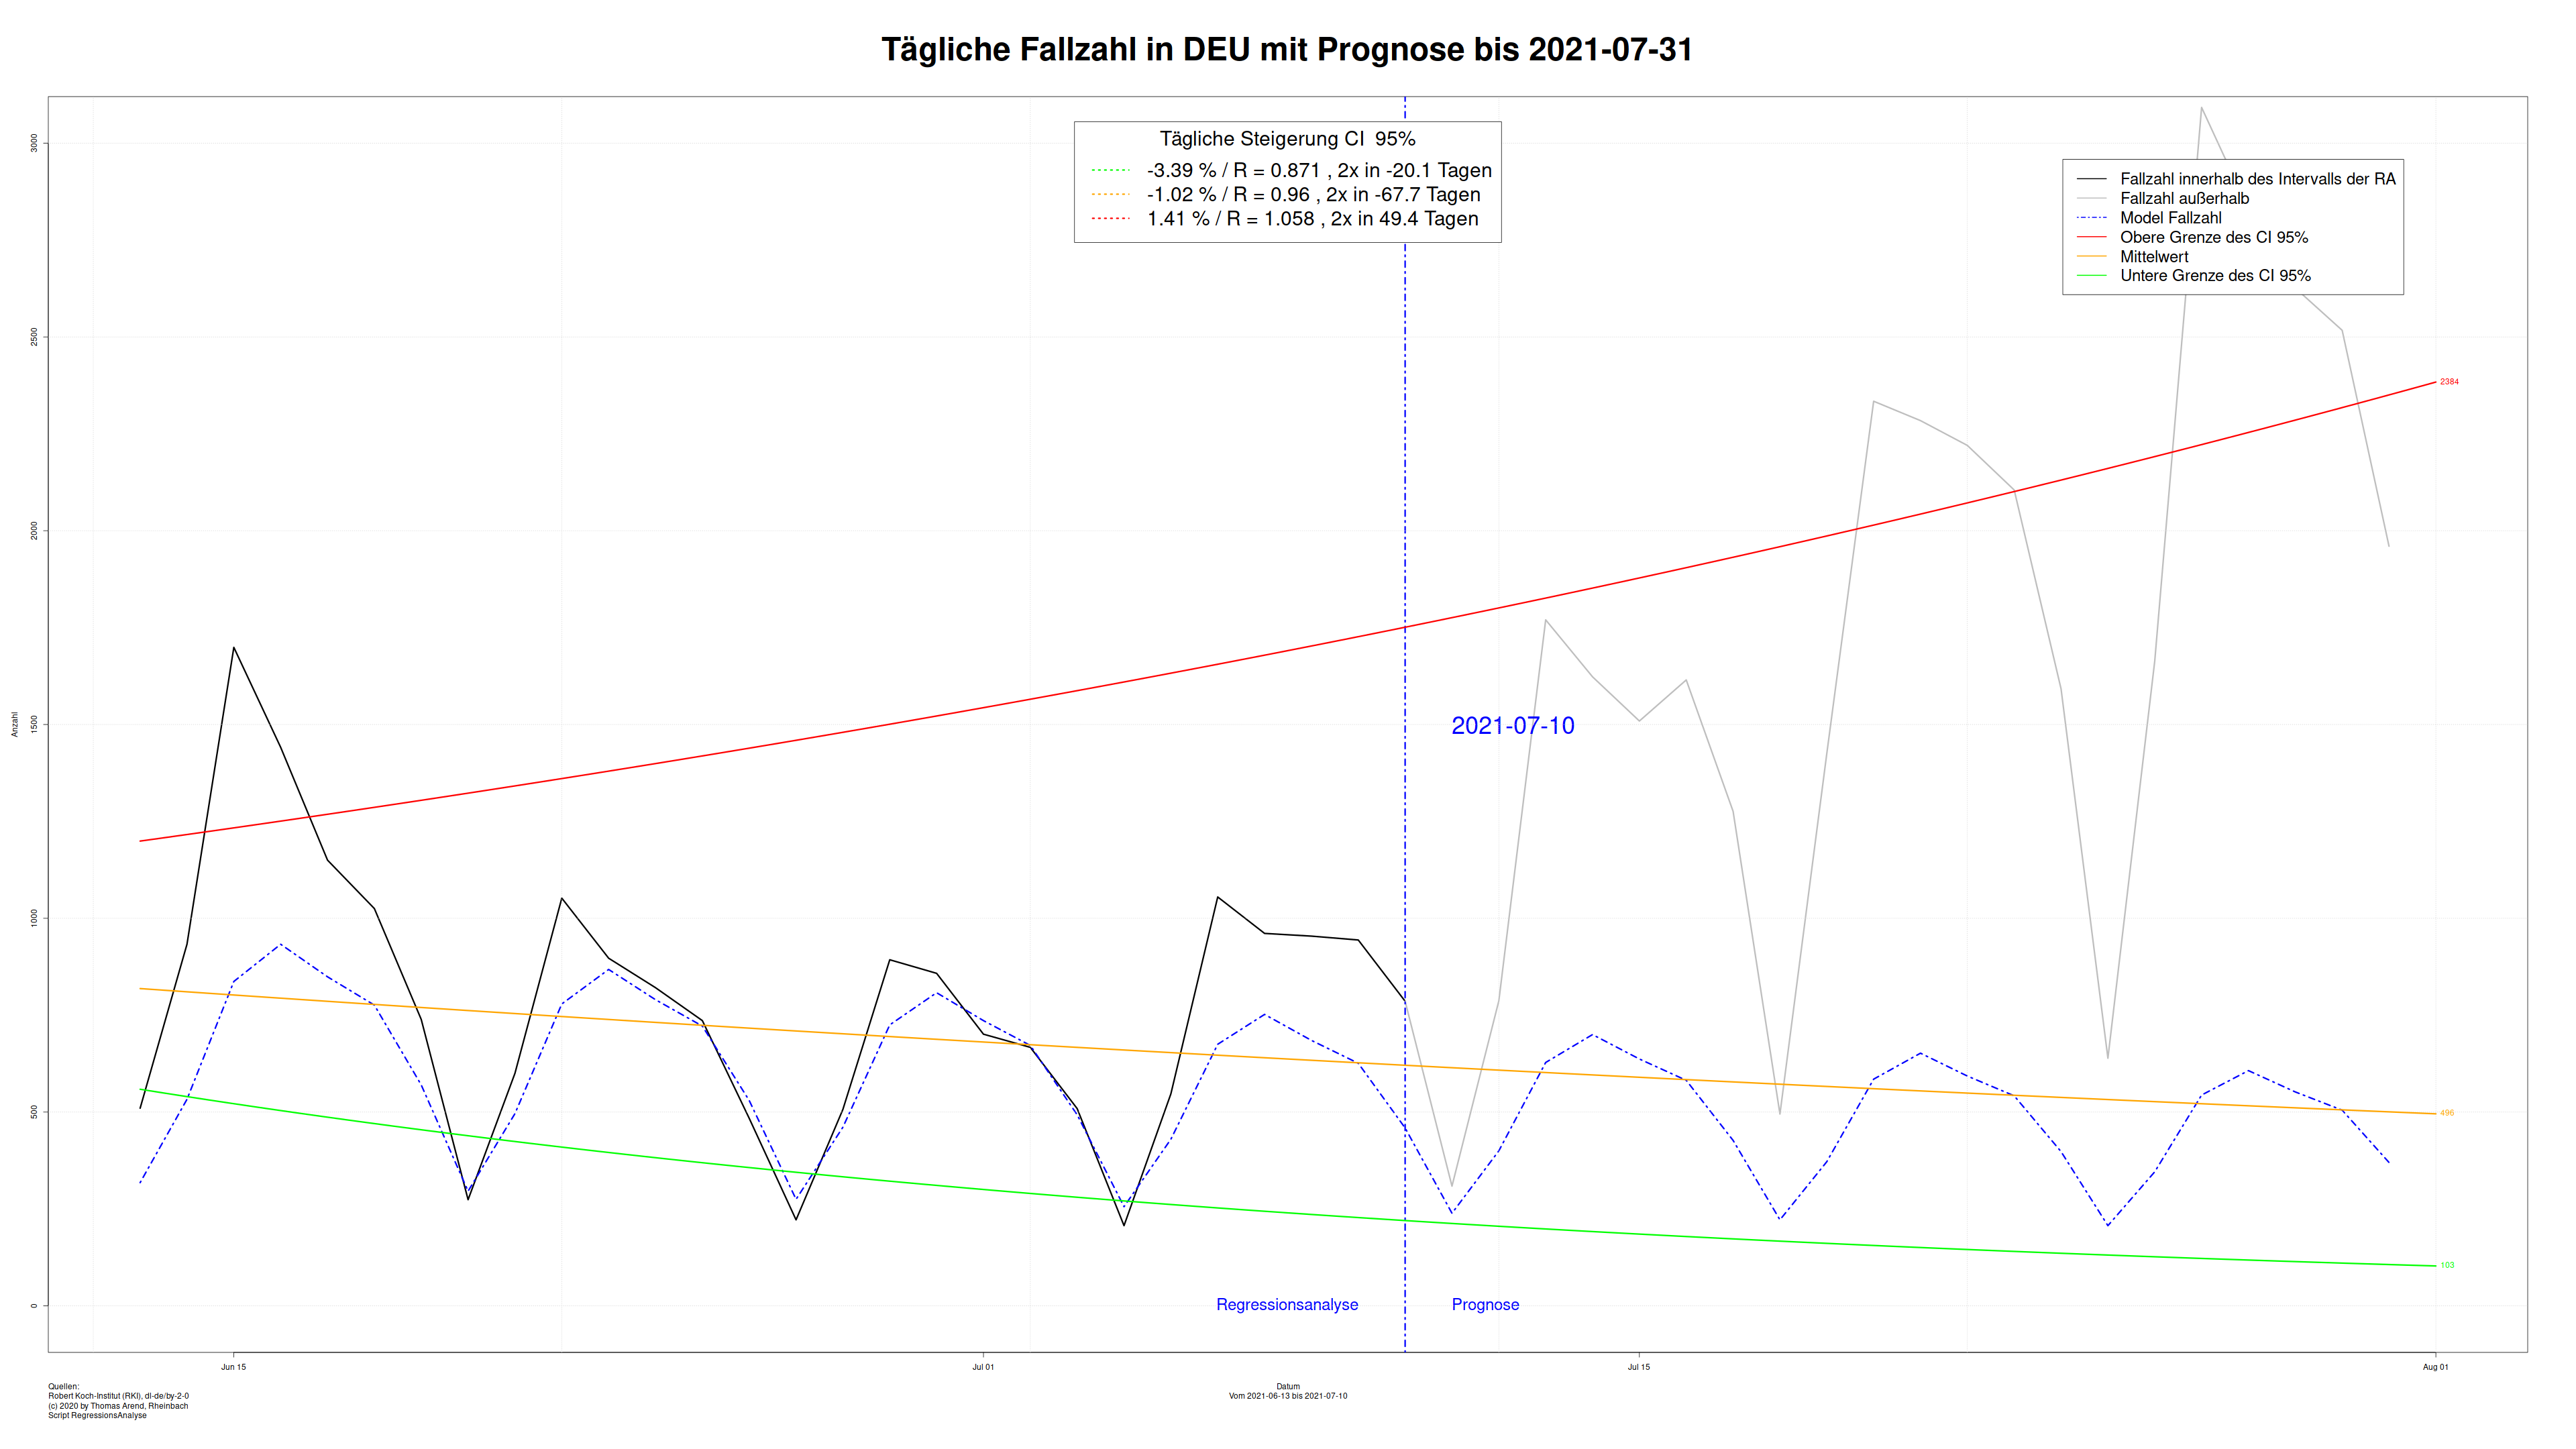 Tägliche Fallzahl in DEU mit Prognose bis 2021-07-31
Tägliche Steigerung CI  95%
-3.39 % / R = 0.871 , 2x in -20.1 Tagen
-1.02 % / R = 0.96 , 2x in -67.7 Tagen
1.41 % / R = 1.058 , 2x in 49.4 Tagen
Fallzahl innerhalb des Intervalls der RA
Fallzahl außerhalb
Model Fallzahl
Obere Grenze des CI 95%
Mittelwert
Untere Grenze des CI 95%
3000
2500
2000
1500
1000
500
0
Anzahl
2384
2021-07-10
496
103
Regressionsanalyse
Prognose
Jun 15
Jul 01
Jul 15
Aug 01
Datum
Vom 2021-06-13 bis 2021-07-10
Quellen:
Robert Koch-Institut (RKI), dl-de/by-2-0
(c) 2020 by Thomas Arend, Rheinbach
Script RegressionsAnalyse